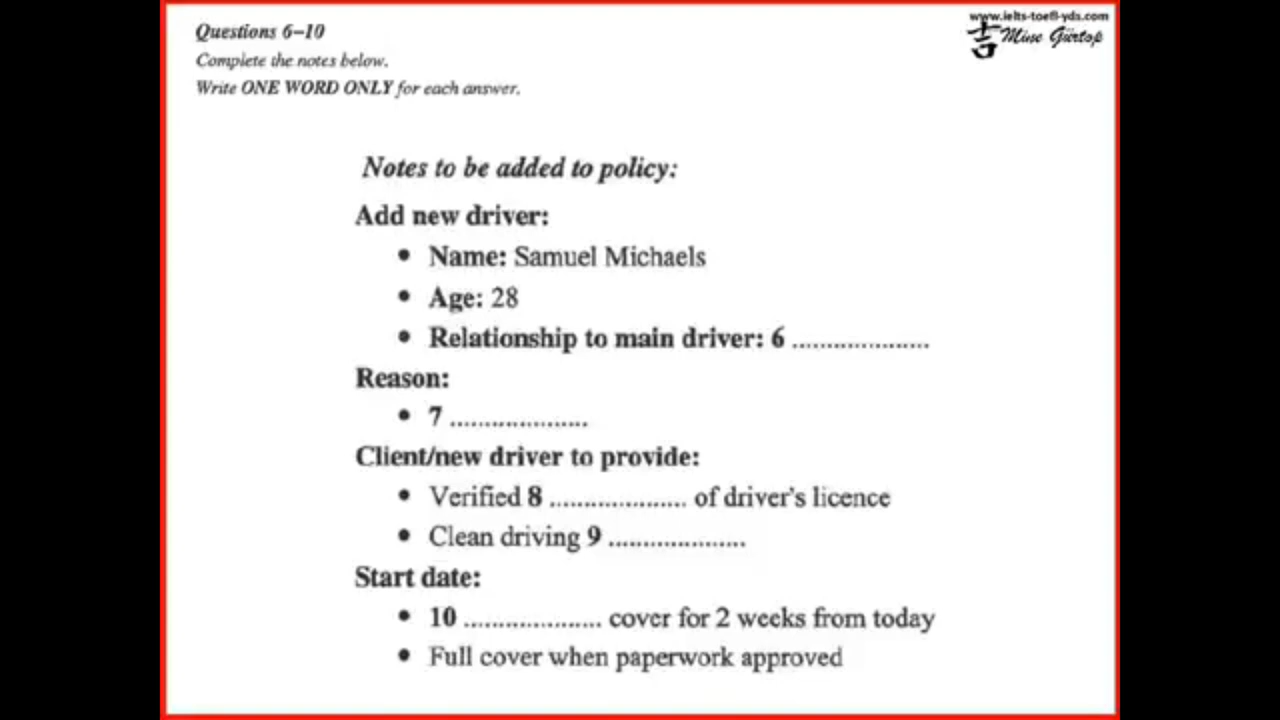 Questions 6–10
www.ielts-toefl-yds.com
Complete the notes below.
吉 Mine Gürtop
Write ONE WORD ONLY for each answer.
Notes to be added to policy:
Add new driver:
• Name: Samuel Michaels
• Age: 28
• Relationship to main driver: 6 ....................
Reason:
• 7 ....................
Client/new driver to provide:
• Verified 8 .................... of driver's licence
• Clean driving 9 ....................
Start date:
• 10 .................... cover for 2 weeks from today
• Full cover when paperwork approved